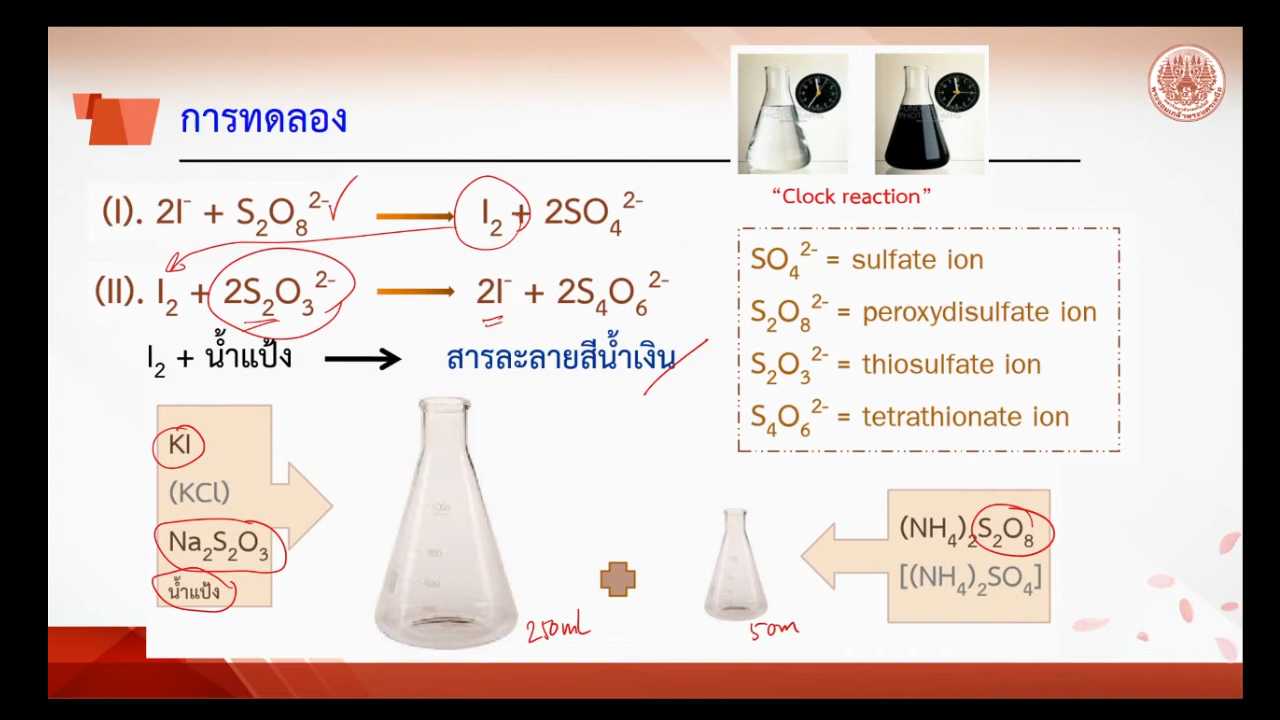 การทดลอง
"Clock reaction"
(I). 2I⁻ + S₂O₈²⁻ → I₂ + 2SO₄²⁻
(II). I₂ + 2S₂O₃²⁻ → 2I⁻ + 2S₄O₆²⁻
I₂ + น้ำแป้ง → สารละลายสีน้ำเงิน
SO₄²⁻ = sulfate ion
S₂O₈²⁻ = peroxydisulfate ion
S₂O₃²⁻ = thiosulfate ion
S₄O₆²⁻ = tetrathionate ion
KI
(KCl)
Na₂S₂O₃
น้ำแป้ง
250ml
50m
(NH₄)₂S₂O₈
[(NH₄)₂SO₄]